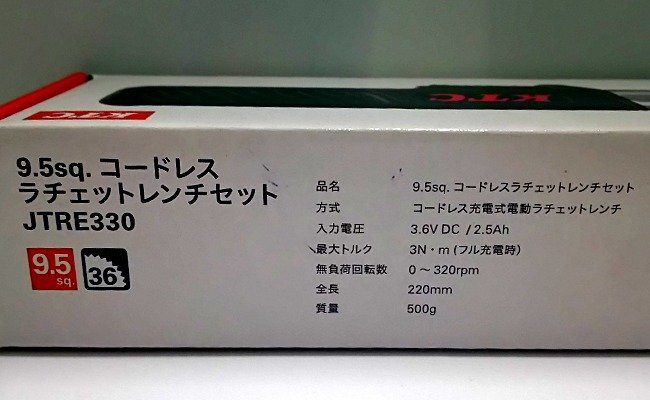 KTC
KTC
9.5sq. コードレス
ラチェットレンチセット
JTRE330
9.5
sq.
36
品名 9.5sq. コードレスラチェットレンチセット
方式 コードレス充電式電動ラチェットレンチ
入力電圧 3.6V DC / 2.5Ah
最大トルク 3N・m (フル充電時)
無負荷回転数 0 ~ 320rpm
全長 220mm
質量 500g